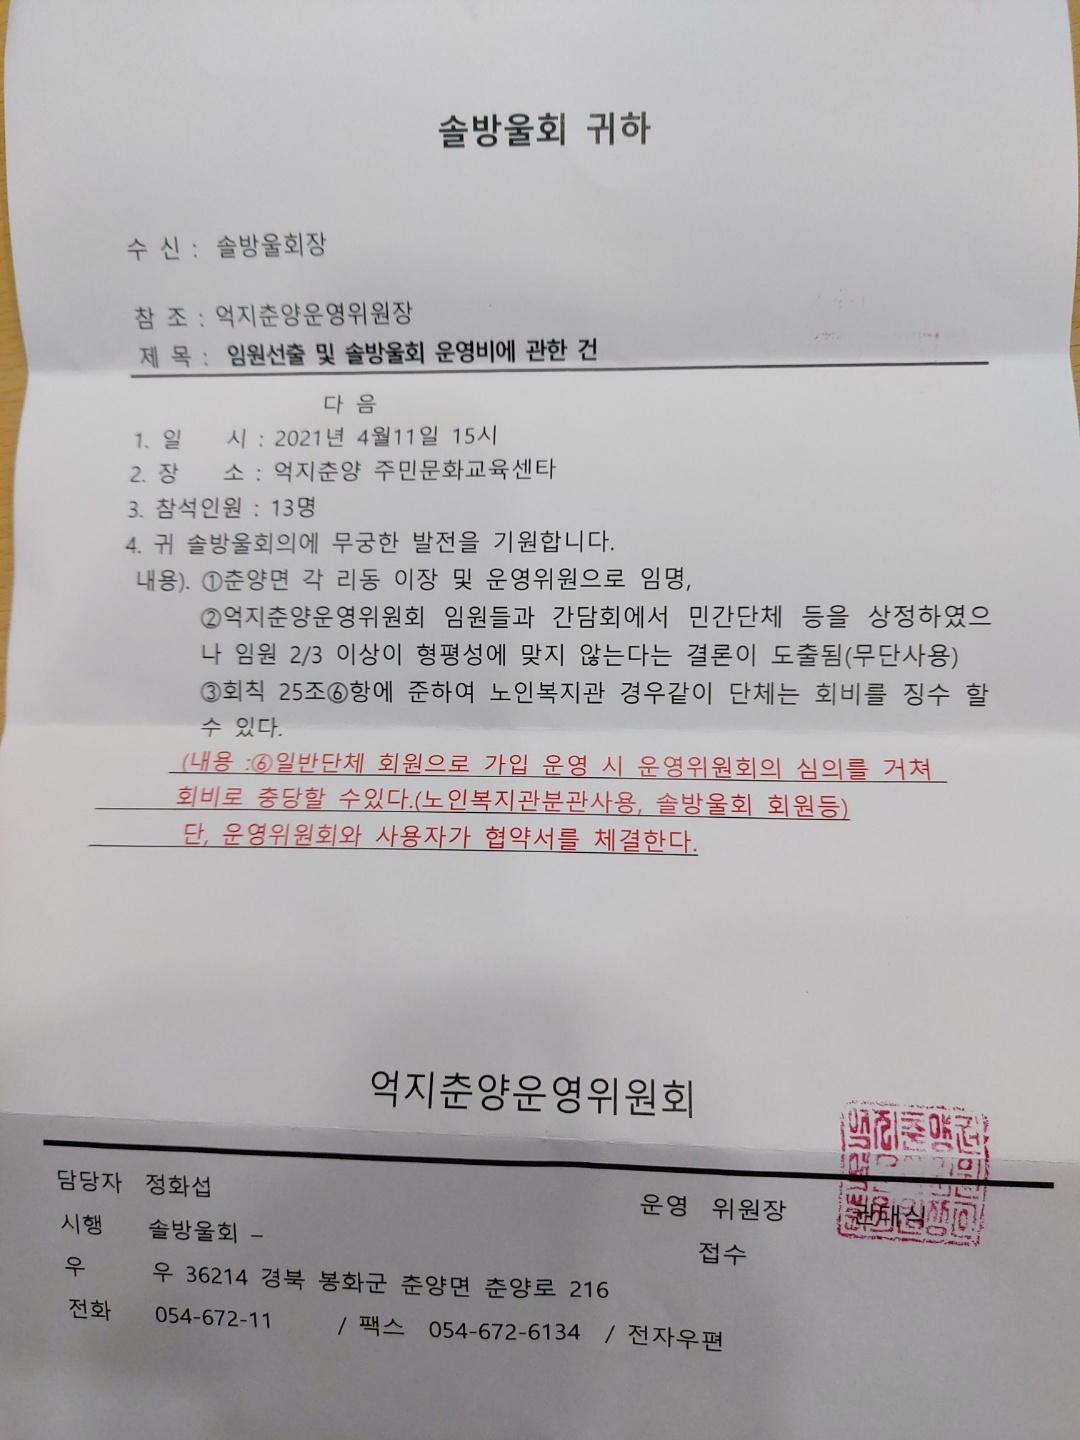 솔방울회 귀하
수 신 : 솔방울회장
참 조 : 억지춘양운영위원장
제 목 : 임원선출 및 솔방울회 운영비에 관한 건
다 음
1. 일 시 : 2021년 4월11일 15시
2. 장 소 : 억지춘양 주민문화교육센타
3. 참석인원 : 13명
4. 귀 솔방울회의에 무궁한 발전을 기원합니다.
내용). ①춘양면 각 리동 이장 및 운영위원으로 임명,
②억지춘양운영위원회 임원들과 간담회에서 민간단체 등을 상정하였으
나 임원 2/3 이상이 형평성에 맞지 않는다는 결론이 도출됨(무단사용)
③회칙 25조⑥항에 준하여 노인복지관 경우같이 단체는 회비를 징수 할
수 있다.
(내용 :⑥일반단체 회원으로 가입 운영 시 운영위원회의 심의를 거쳐
회비로 충당할 수있다.(노인복지관분관사용, 솔방울회 회원등)
단, 운영위원회와 사용자가 협약서를 체결한다.
억지춘양운영위원회
담당자 정화섭
운영 위원장
시행 솔방울회 –
접수
우 우 36214 경북 봉화군 춘양면 춘양로 216
전화 054-672-11 / 팩스 054-672-6134 / 전자우편